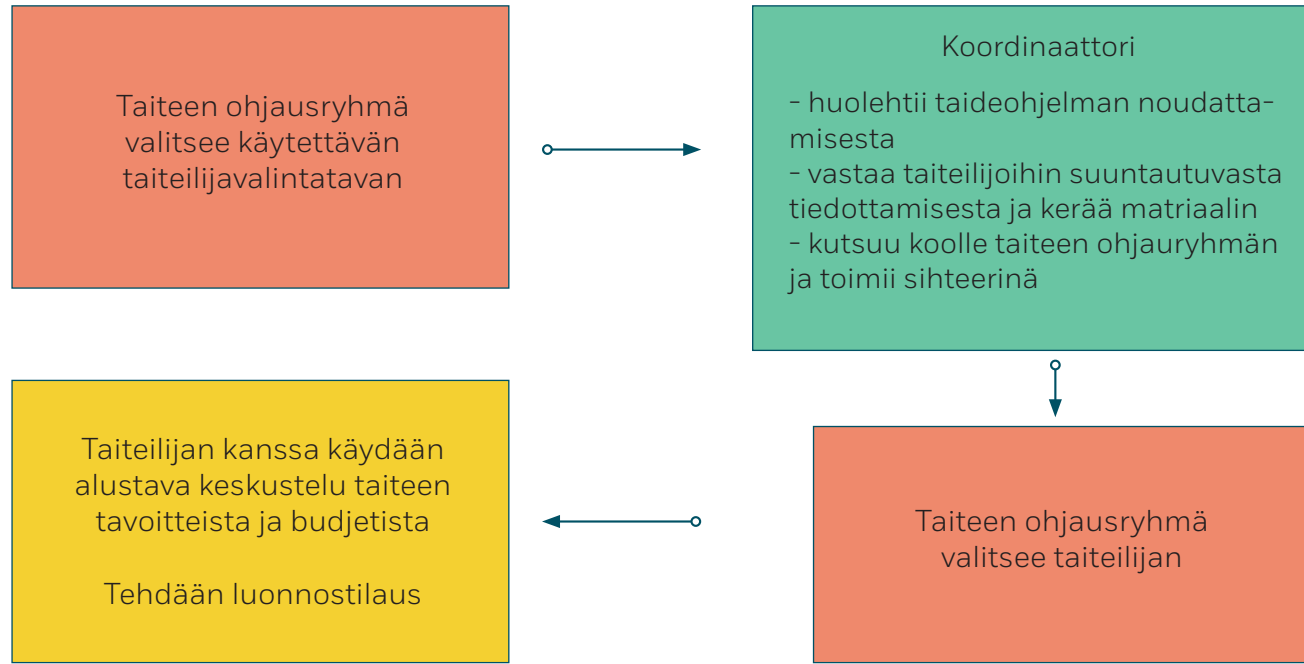 Taiteen ohjausryhmä
valitsee käytettävän
taiteilijavalintatavan
Koordinaattori
- huolehtii taideohjelman noudatta-
misesta
- vastaa taiteilijoihin suuntautuvasta
tiedottamisesta ja kerää matriaalin
- kutsuu koolle taiteen ohjauryhmän
ja toimii sihteerinä
Taiteen ohjausryhmä
valitsee taiteilijan
Taiteilijan kanssa käydään
alustava keskustelu taiteen
tavoitteista ja budjetista
Tehdään luonnostilaus